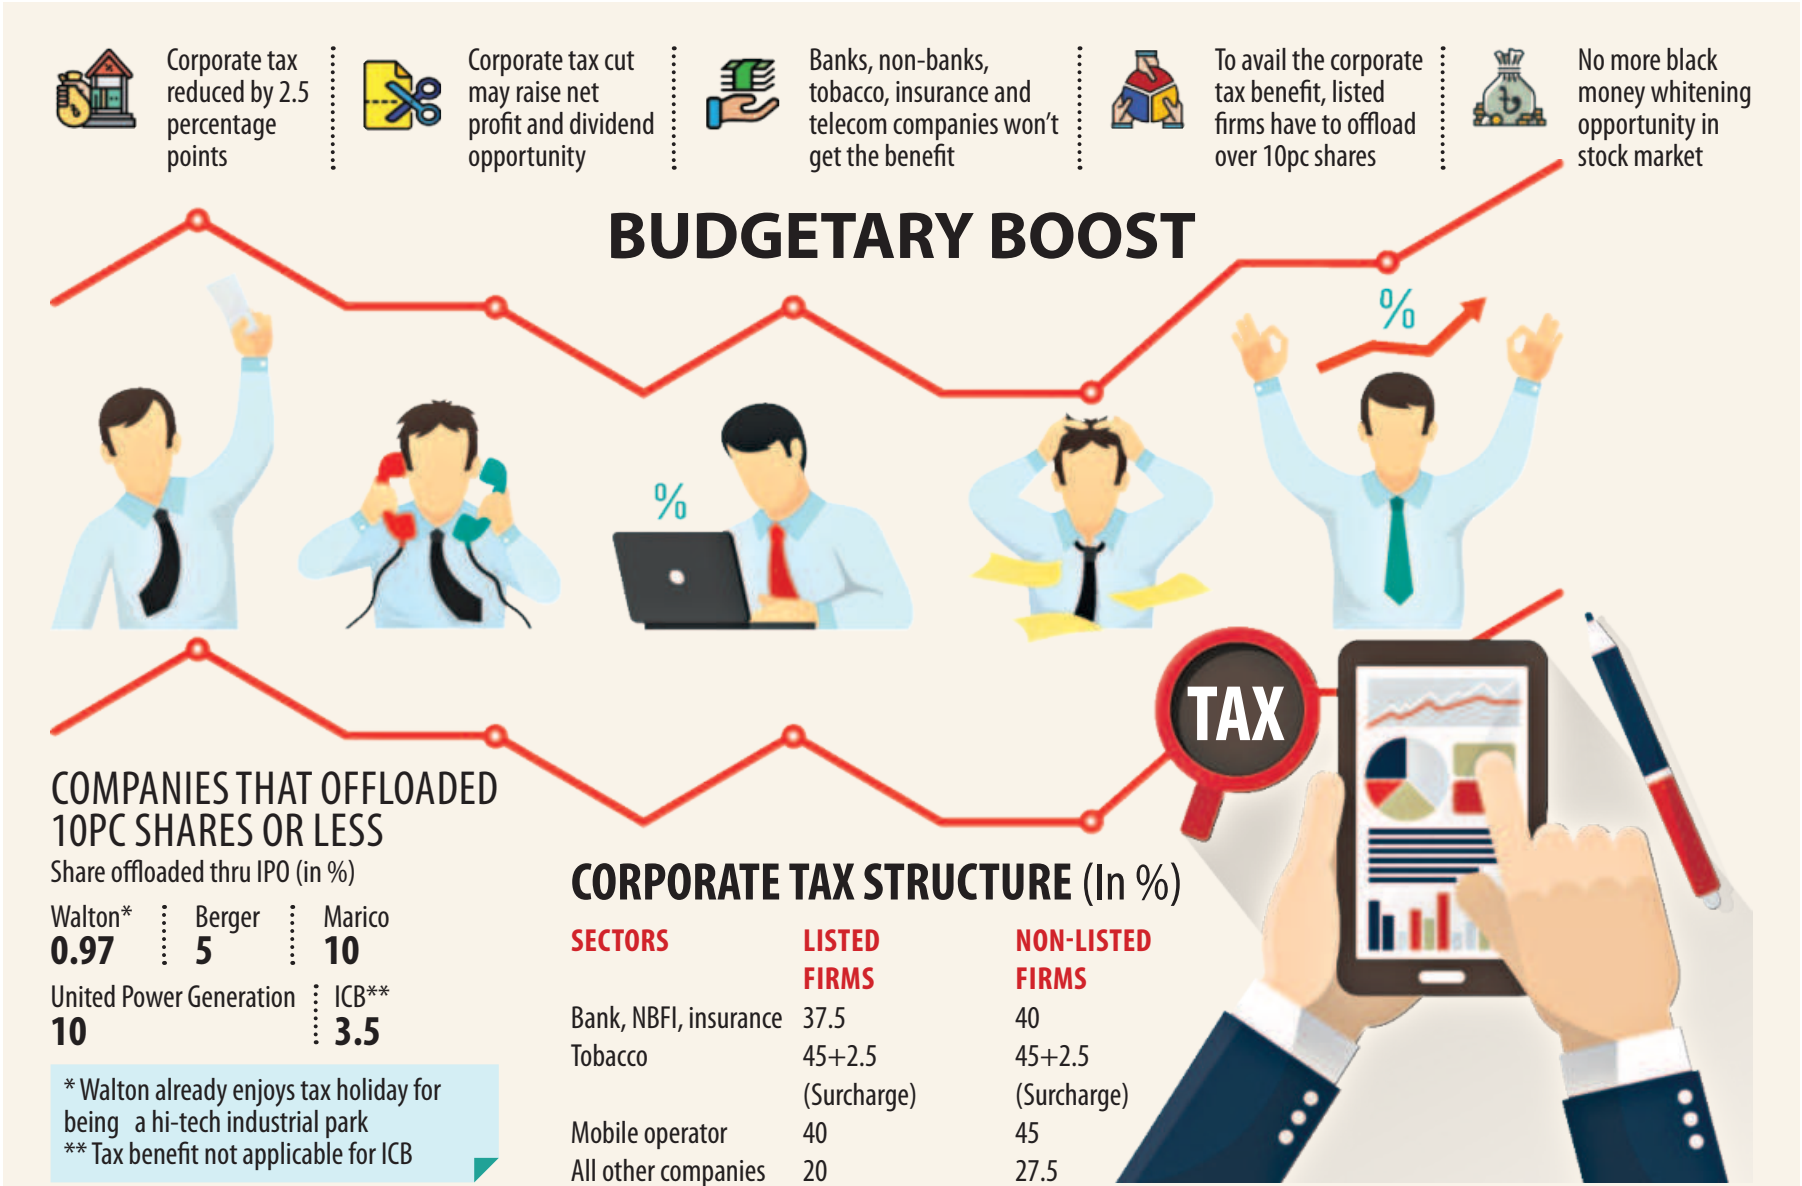 Corporate tax
reduced by 2.5
percentage
points
Corporate tax cut
may raise net
profit and dividend
opportunity
Banks, non-banks,
tobacco, insurance and
telecom companies won't
get the benefit
To avail the corporate
tax benefit, listed
firms have to offload
over 10pc shares
No more black
money whitening
opportunity in
stock market
৳
BUDGETARY BOOST
%
%
TAX
COMPANIES THAT OFFLOADED
10PC SHARES OR LESS
Share offloaded thru IPO (in %)
Walton* Berger Marico
0.97 5 10
United Power Generation ICB**
10 3.5
* Walton already enjoys tax holiday for
being a hi-tech industrial park
** Tax benefit not applicable for ICB
CORPORATE TAX STRUCTURE (In %)
SECTORS LISTED NON-LISTED
FIRMS FIRMS
Bank, NBFI, insurance 37.5 40
Tobacco 45+2.5 45+2.5
(Surcharge) (Surcharge)
Mobile operator 40 45
All other companies 20 27.5